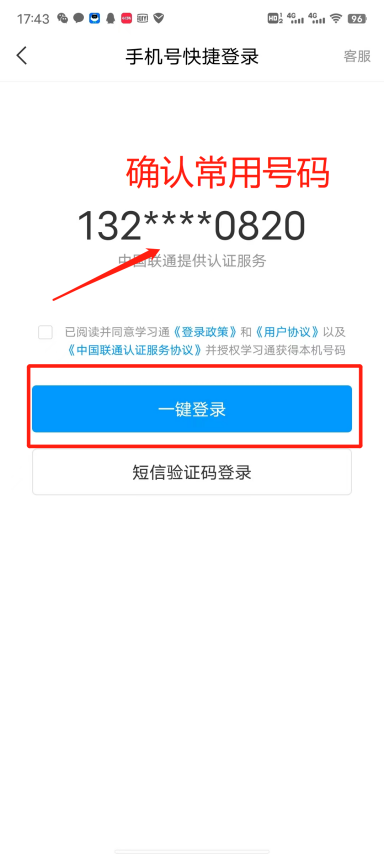 17:43 HD 1 2 4G 4G 96
手机号快捷登录 客服
确认常用号码
132****0820
中国联通提供认证服务
已阅读并同意学习通《登录政策》和《用户协议》以及
《中国联通认证服务协议》并授权学习通获得本机号码
一键登录
短信验证码登录